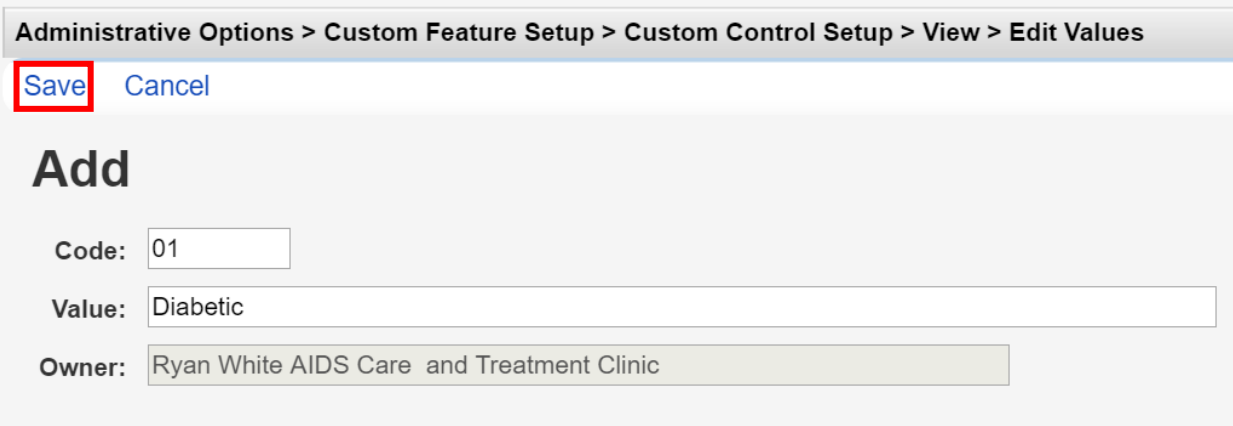 Administrative Options > Custom Feature Setup > Custom Control Setup > View > Edit Values
Save Cancel
Add
Code: 01
Value: Diabetic
Owner: Ryan White AIDS Care  and Treatment Clinic